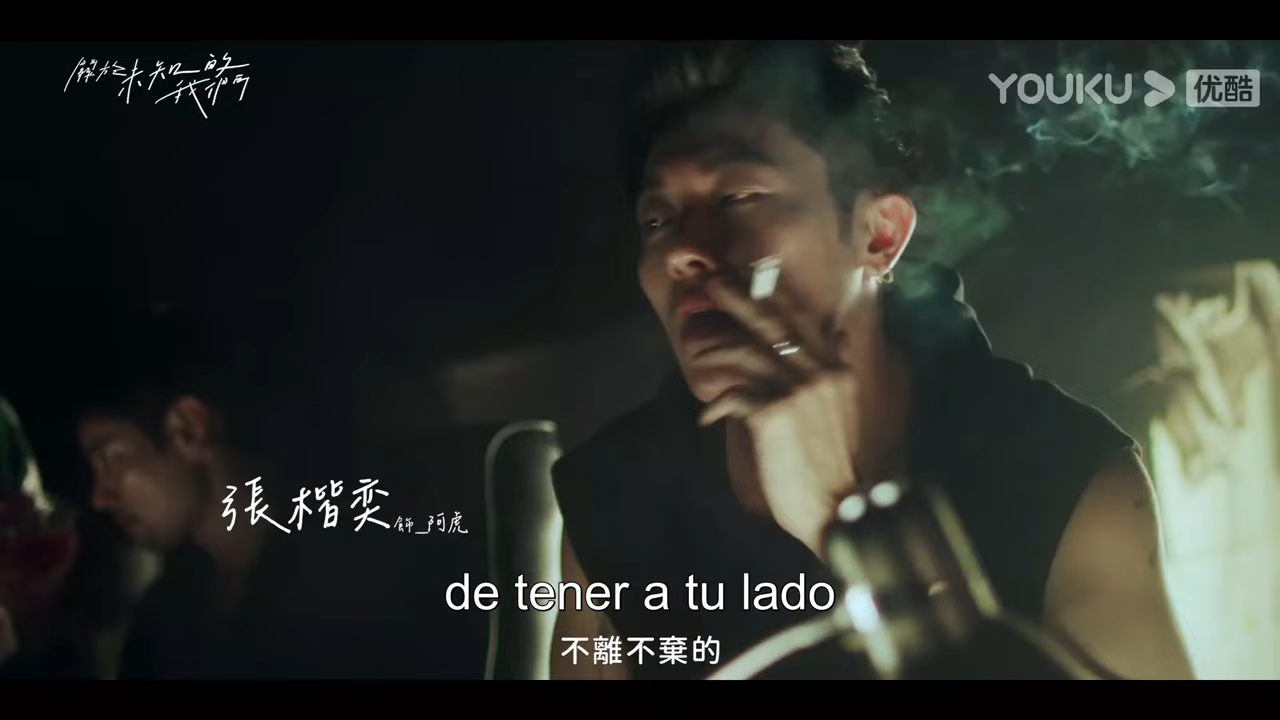 關於未知的
我們
YOUKU 优酷
張楷奕 飾_阿虎
de tener a tu lado
不離不棄的